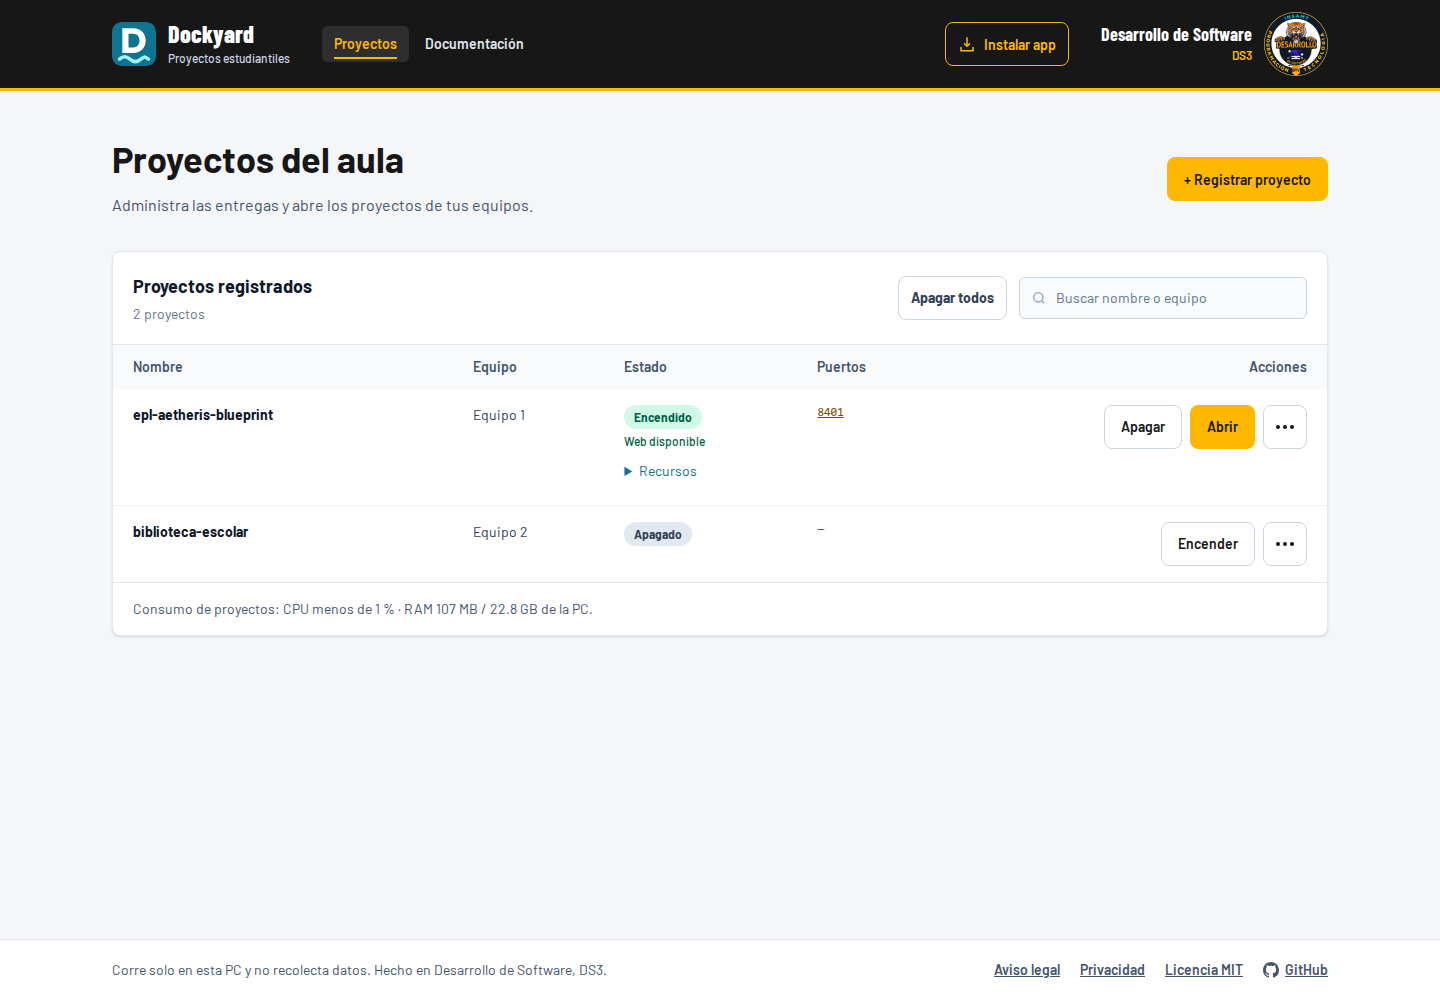 Dockyard
Proyectos estudiantiles
Proyectos
Documentación
Instalar app
Desarrollo de Software
DS3
DESARROLLO
Proyectos del aula
Administra las entregas y abre los proyectos de tus equipos.
+ Registrar proyecto
Proyectos registrados
2 proyectos
Apagar todos
Buscar nombre o equipo
Nombre Equipo Estado Puertos Acciones
epl-aetheris-blueprint Equipo 1 Encendido 8401 Apagar Abrir
Web disponible
▶ Recursos
biblioteca-escolar Equipo 2 Apagado – Encender
Consumo de proyectos: CPU menos de 1 % · RAM 107 MB / 22.8 GB de la PC.
Corre solo en esta PC y no recolecta datos. Hecho en Desarrollo de Software, DS3.
Aviso legal Privacidad Licencia MIT GitHub